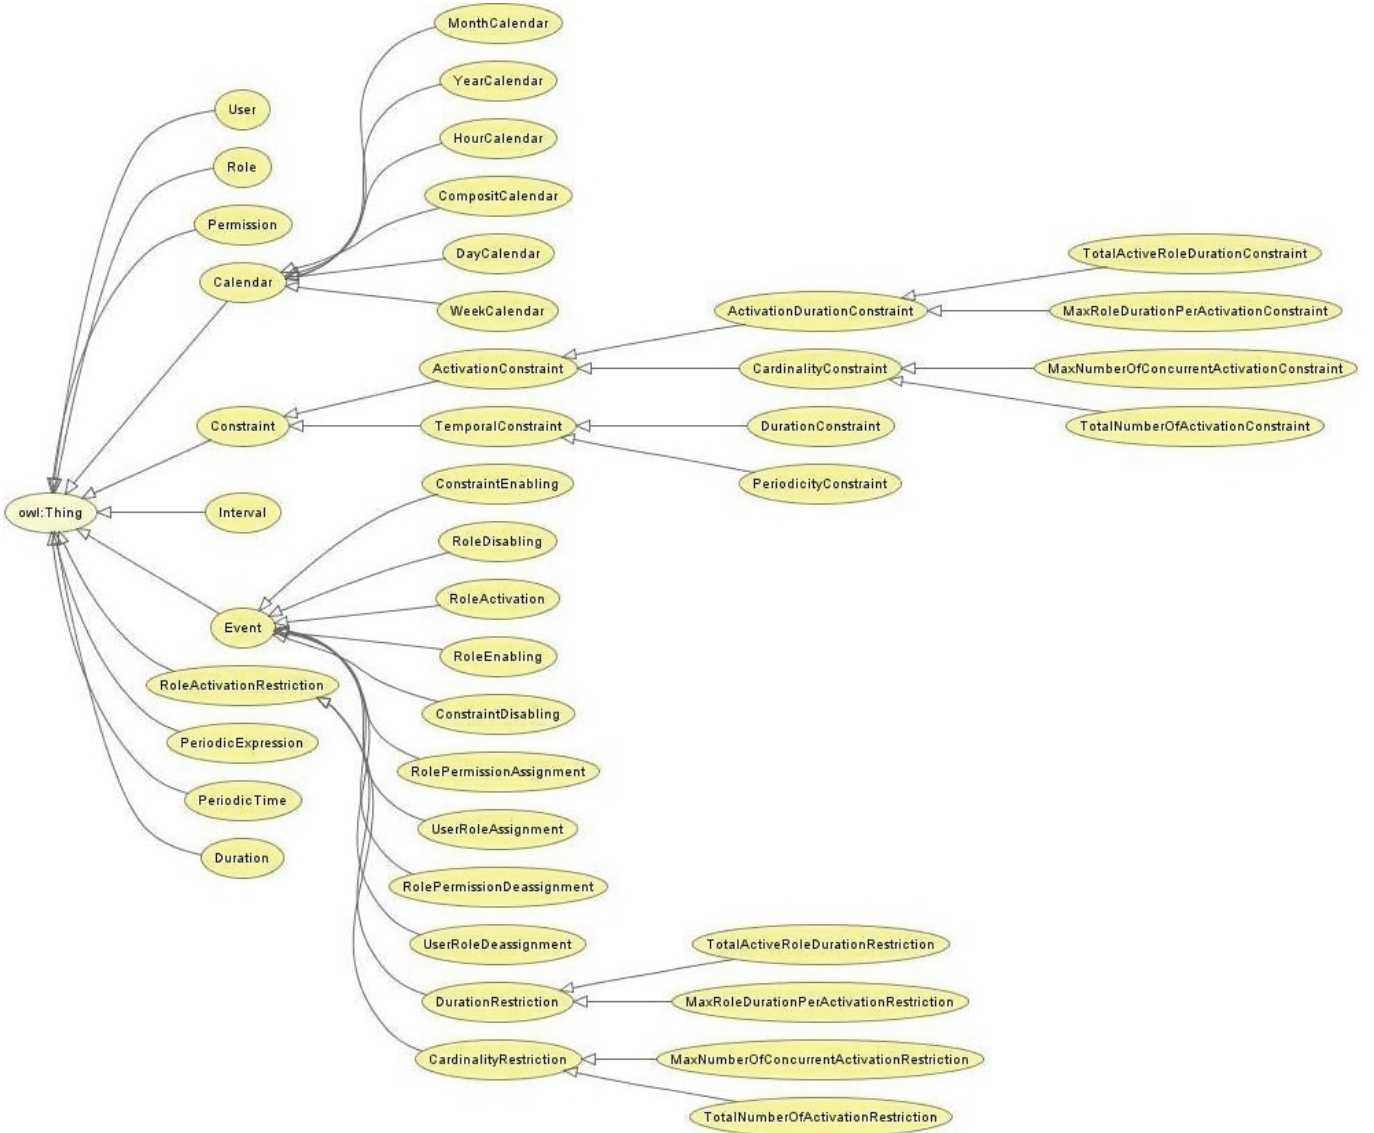 MonthCalendar
YearCalendar
User
HourCalendar
Role
CompositCalendar
Permission
DayCalendar
TotalActiveRoleDurationConstraint
Calendar
WeekCalendar
ActivationDurationConstraint
MaxRoleDurationPerActivationConstraint
ActivationConstraint
CardinalityConstraint
MaxNumberOfConcurrentActivationConstraint
Constraint
TemporalConstraint
DurationConstraint
TotalNumberOfActivationConstraint
ConstraintEnabling
PeriodicityConstraint
owl:Thing
Interval
RoleDisabling
RoleActivation
Event
RoleEnabling
RoleActivationRestriction
ConstraintDisabling
PeriodicExpression
RolePermissionAssignment
PeriodicTime
UserRoleAssignment
Duration
RolePermissionDeassignment
UserRoleDeassignment
TotalActiveRoleDurationRestriction
DurationRestriction
MaxRoleDurationPerActivationRestriction
CardinalityRestriction
MaxNumberOfConcurrentActivationRestriction
TotalNumberOfActivationRestriction